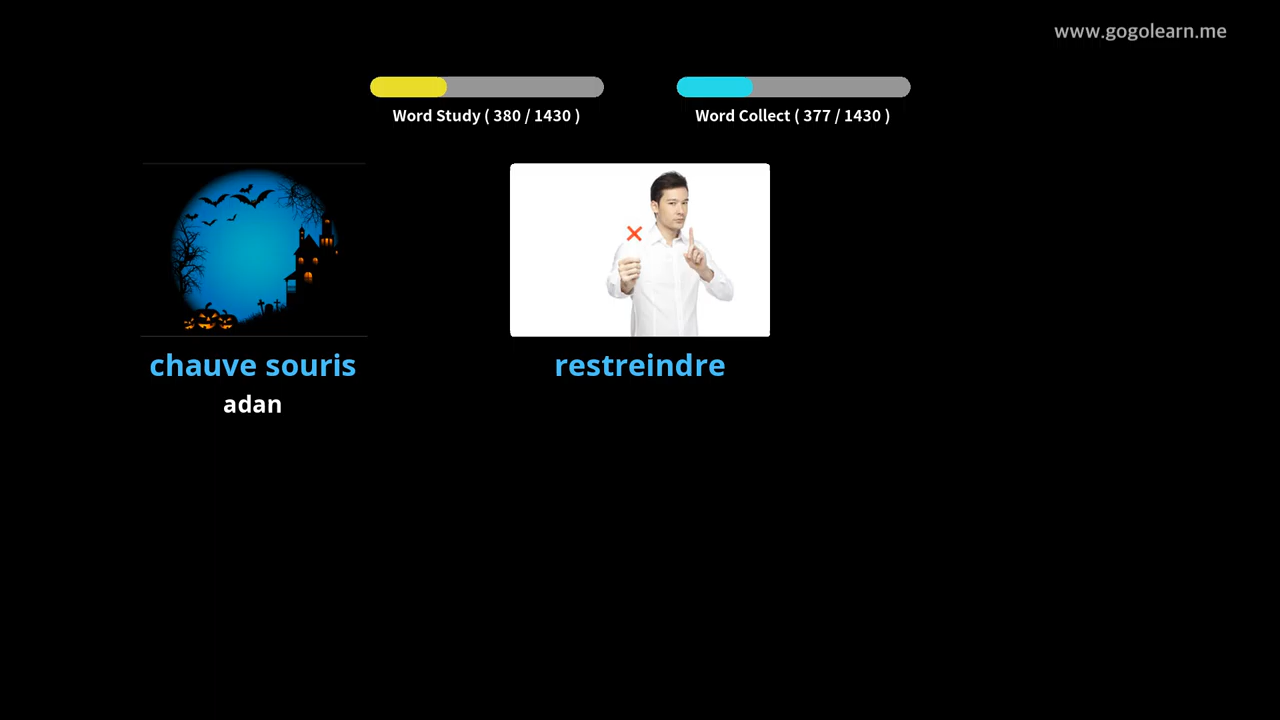 www.gogolearn.me
Word Study ( 380 / 1430 )
Word Collect ( 377 / 1430 )
chauve souris
adan
restreindre